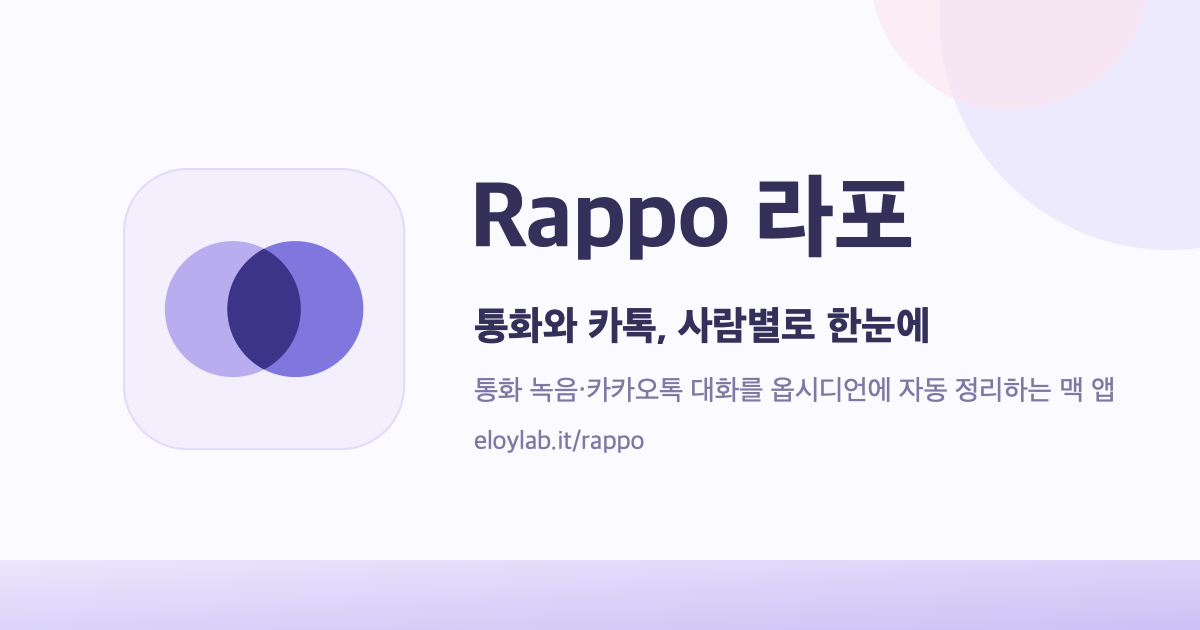 Rappo 라포
통화와 카톡, 사람별로 한눈에
통화 녹음·카카오톡 대화를 옵시디언에 자동 정리하는 맥 앱
eloylab.it/rappo